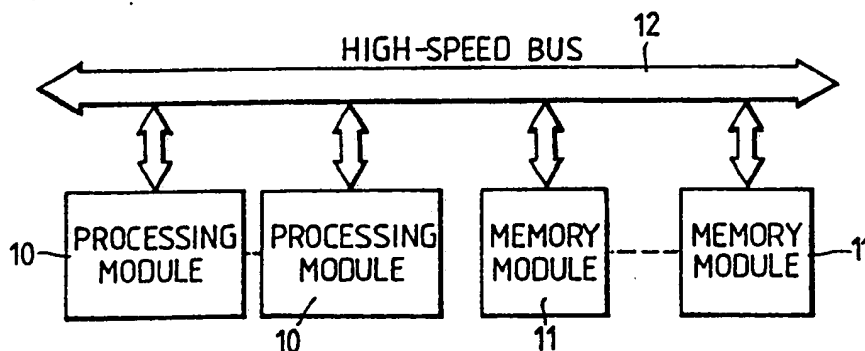 12
HIGH-SPEED BUS
10 PROCESSING MODULE
PROCESSING MODULE
10
MEMORY MODULE
11
MEMORY MODULE 11